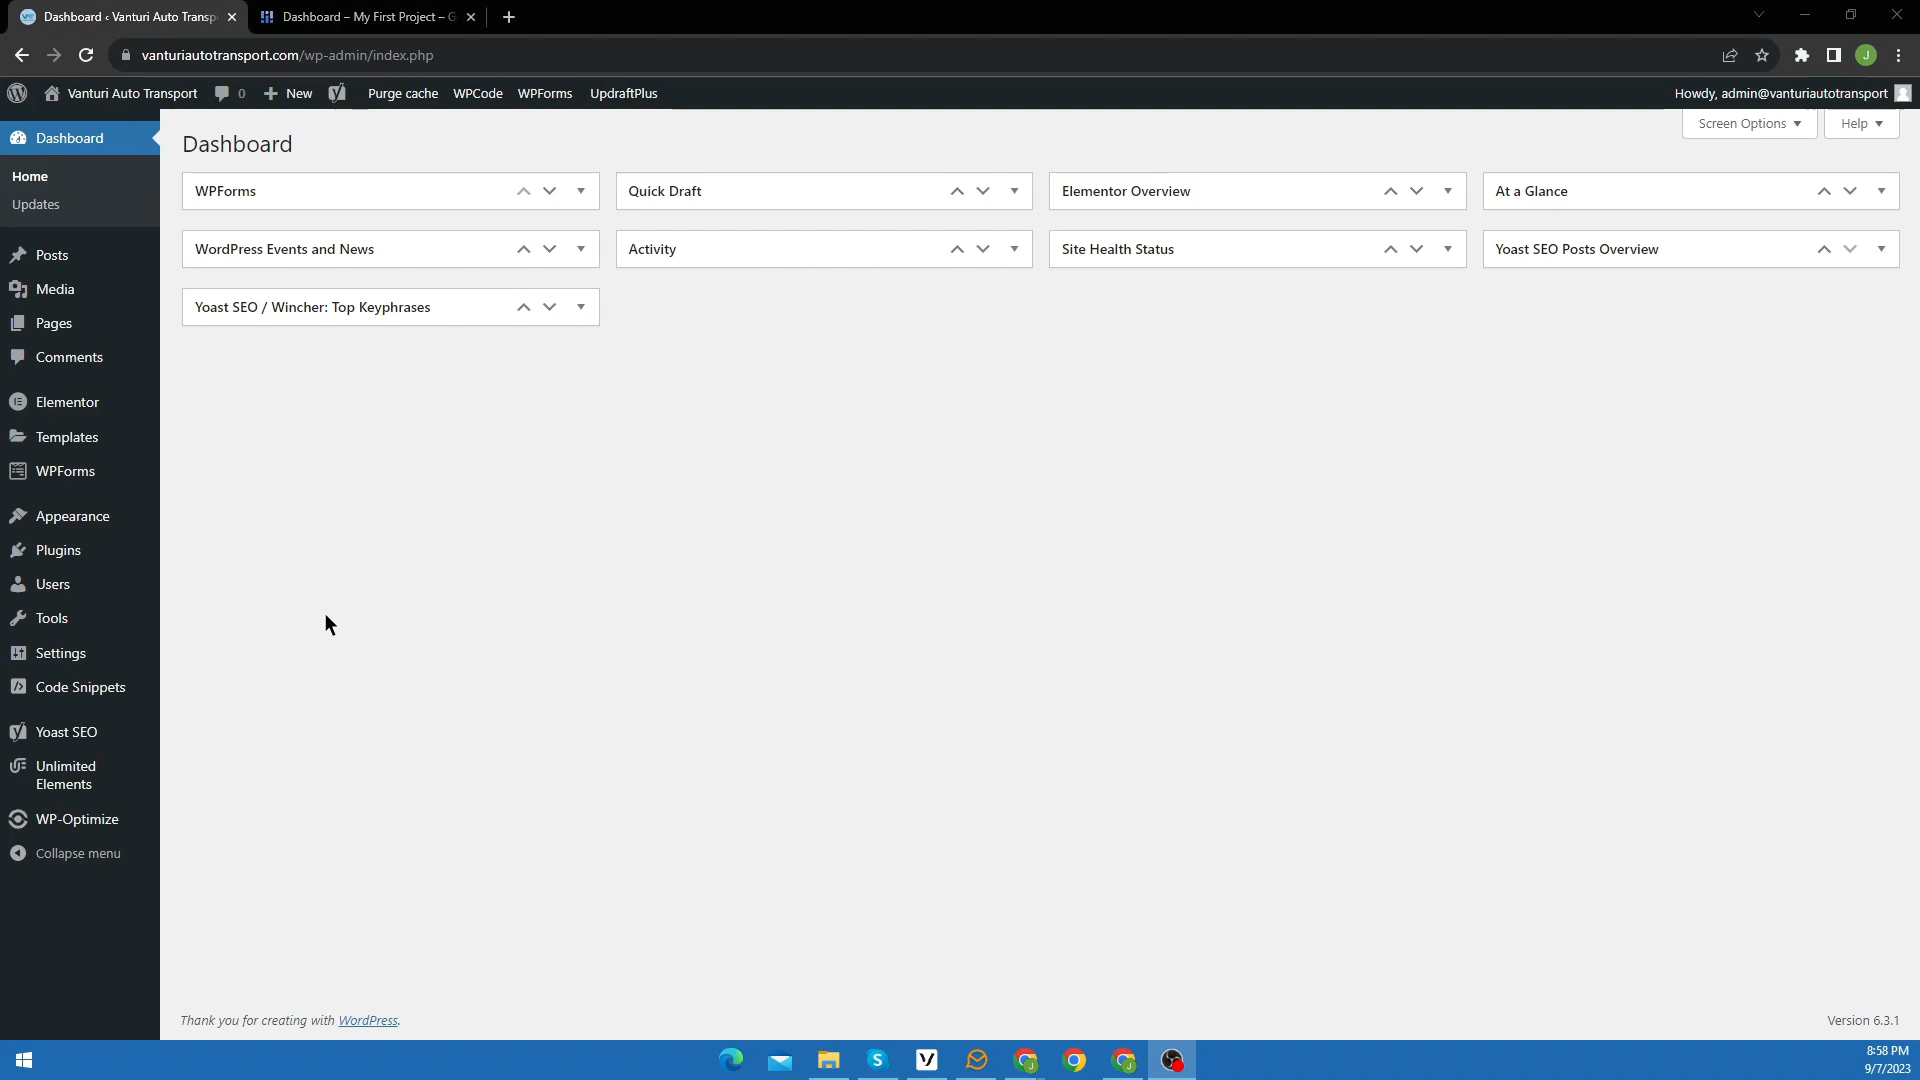 Dashboard ‹ Vanturi Auto Transp
Dashboard – My First Project – G
vanturiautotransport.com/wp-admin/index.php
J
Vanturi Auto Transport
0
New
Purge cache
WPCode
WPForms
UpdraftPlus
Howdy, admin@vanturiautotransport
Dashboard
Home
Updates
Posts
Media
Pages
Comments
Elementor
Templates
WPForms
Appearance
Plugins
Users
Tools
Settings
Code Snippets
Yoast SEO
Unlimited
Elements
WP-Optimize
Collapse menu
Screen Options
Help
Dashboard
WPForms
Quick Draft
Elementor Overview
At a Glance
WordPress Events and News
Activity
Site Health Status
Yoast SEO Posts Overview
Yoast SEO / Wincher: Top Keyphrases
Thank you for creating with WordPress.
Version 6.3.1
8:58 PM
9/7/2023